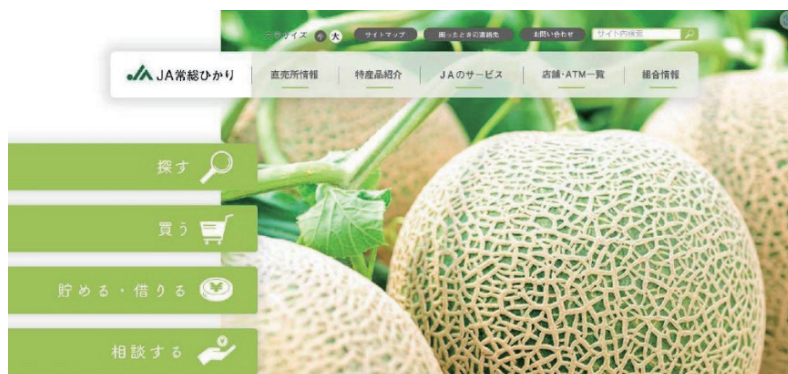 文字サイズ 小 大 サイトマップ 困ったときの連絡先 お問い合わせ サイト内検索
JA常総ひかり 直売所情報 特産品紹介 JAのサービス 店舗・ATM一覧 組合情報
探す
買う
貯める・借りる
相談する